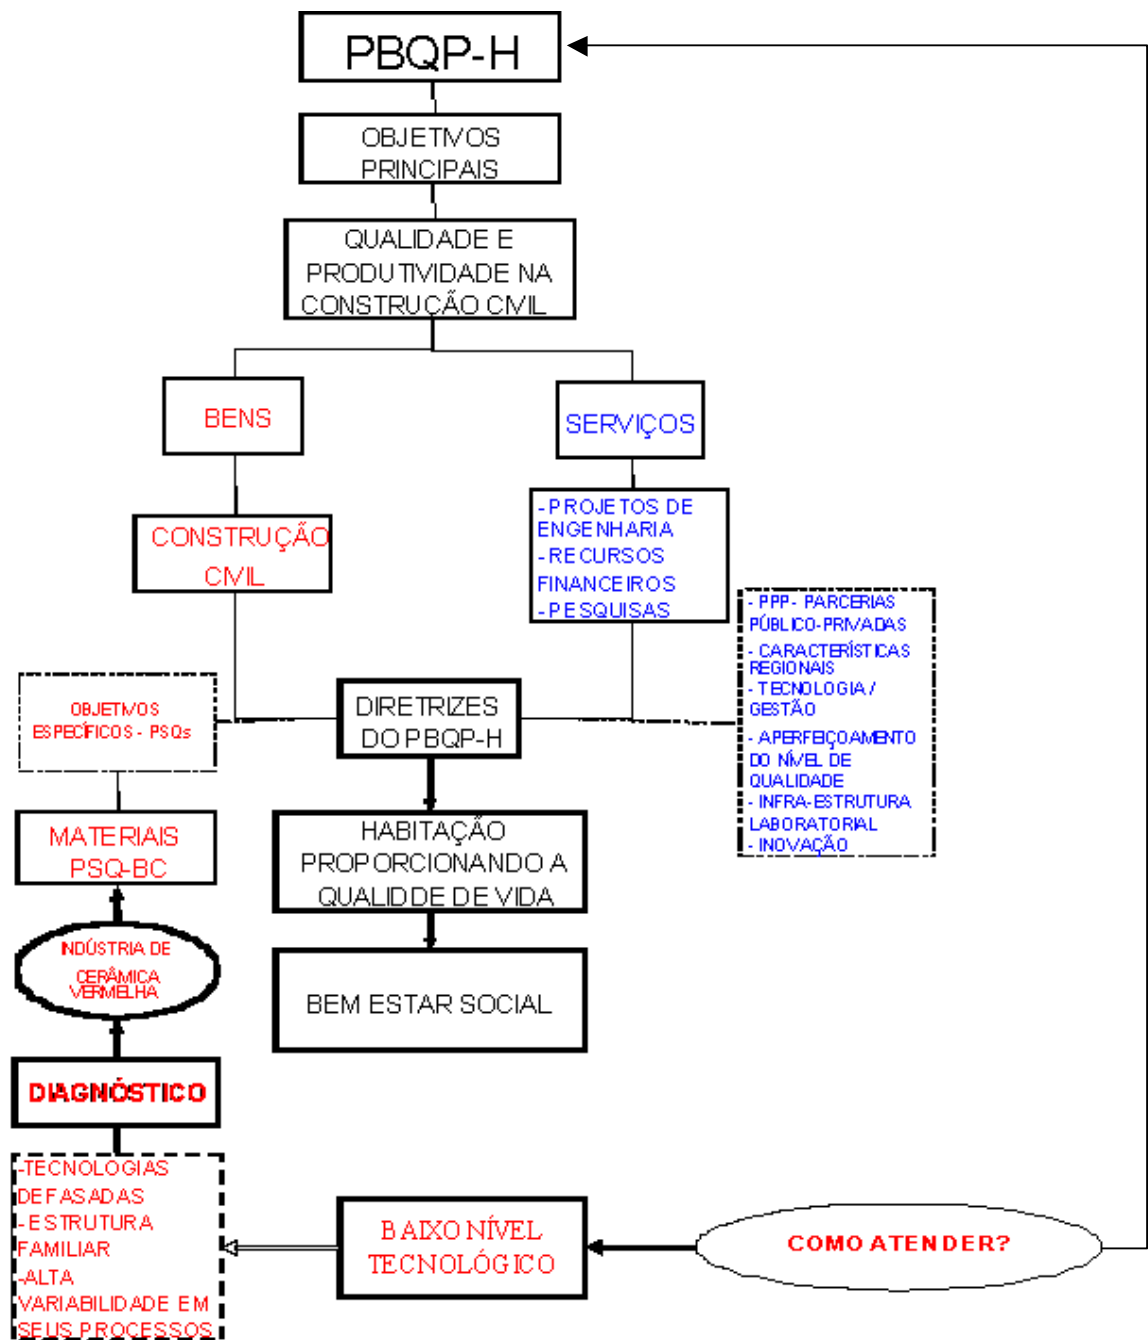 PBQP-H
OBJETIVOS
PRINCIPAIS
QUALIDADE E
PRODUTIVIDADE NA
CONSTRUÇÃO CIVIL
BENS
SERVIÇOS
CONSTRUÇÃO
CIVIL
- PROJETOS DE
ENGENHARIA
- RECURSOS
FINANCEIROS
- PESQUISAS
- PPP- PARCERIAS
PÚBLICO-PRIVADAS
- CARACTERÍSTICAS
REGIONAIS
- TECNOLOGIA /
GESTÃO
- APERFEIÇOAMENTO
DO NÍVEL DE
QUALIDADE
- INFRA-ESTRUTURA
LABORATORIAL
- INOVAÇÃO
OBJETIVOS
ESPECÍFICOS - PSQs
DIRETRIZES
DO PBQP-H
MATERIAIS
PSQ-BC
HABITAÇÃO
PROPORCIONANDO A
QUALIDDE DE VIDA
INDÚSTRIA DE
CERÂMICA
VERMELHA
BEM ESTAR SOCIAL
DIAGNÓSTICO
-TECNOLOGIAS
DEFASADAS
- ESTRUTURA
FAMILIAR
-ALTA
VARIABILIDADE EM
SEUS PROCESSOS
BAIXO NÍVEL
TECNOLÓGICO
COMO ATENDER?